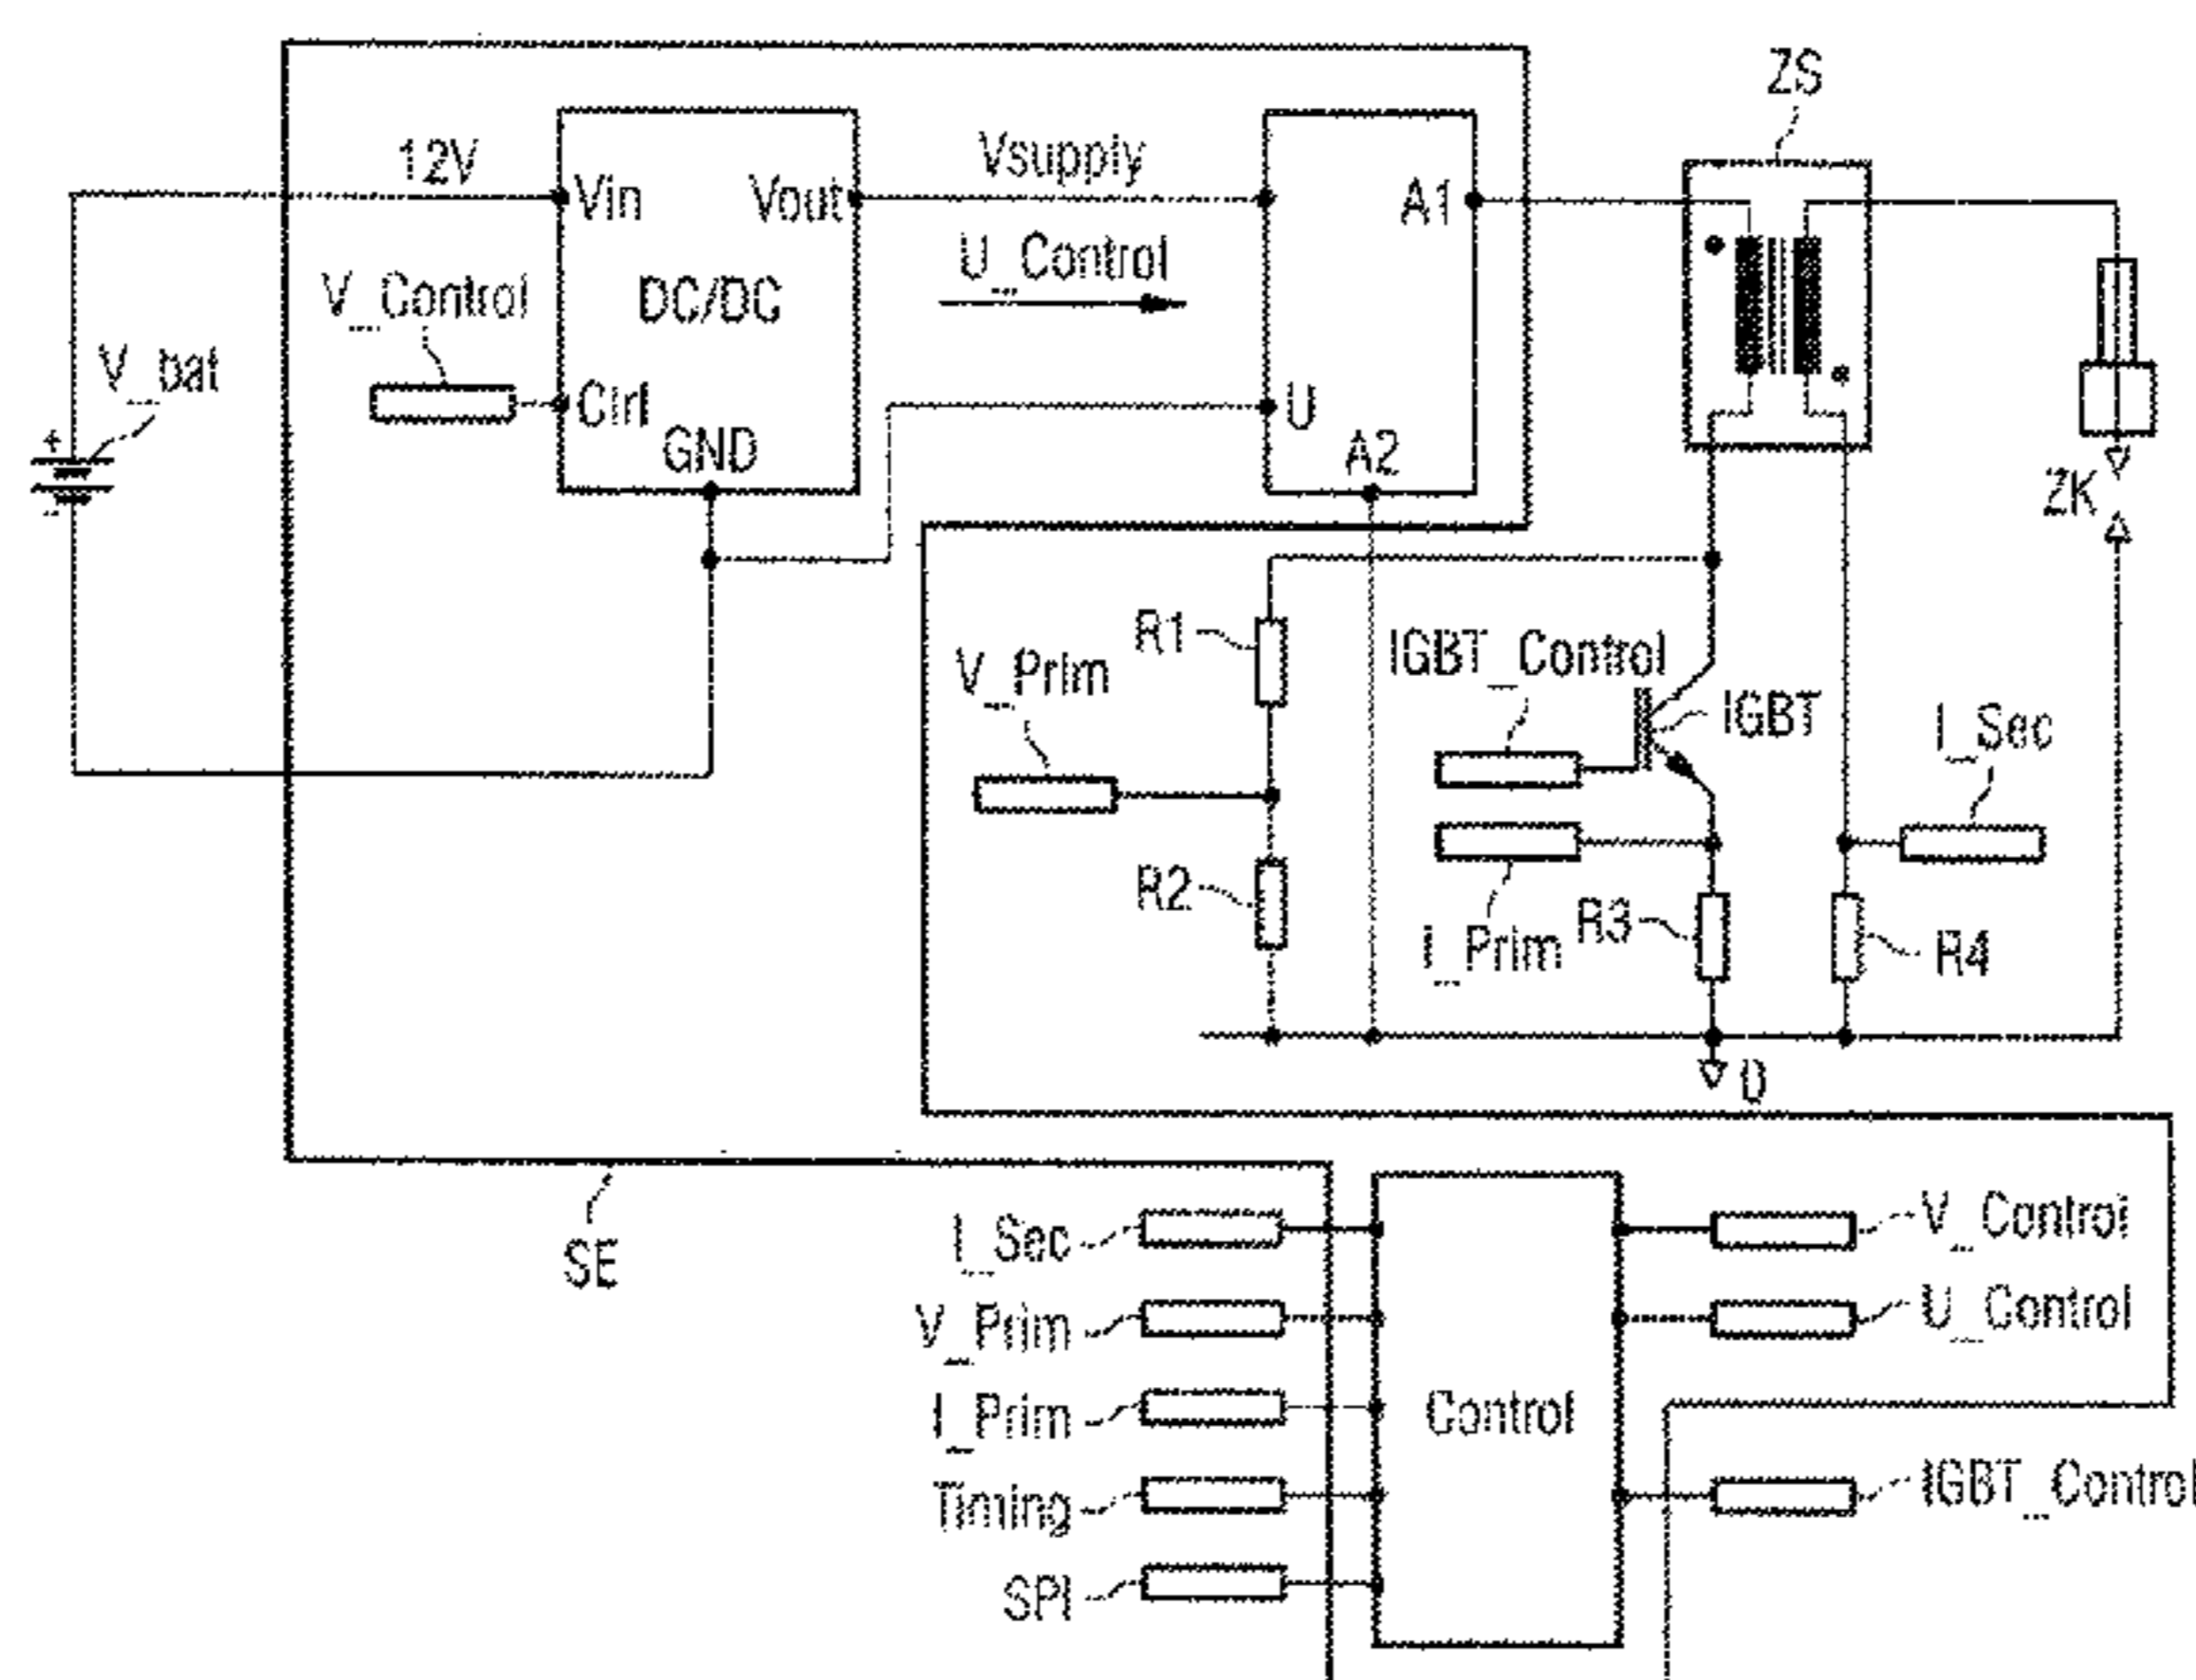 ZS
12V
Vsupply
Vin
Vout
A1
U_Control
V_Control
DC/DC
V_bat
+
Ctrl
U
GND
A2
-
ZK
R1
IGBT_Control
V_Prim
IGBT
I_Sec
R2
R3
I_Prim
R4
0
SE
I_Sec
V_Control
V_Prim
U_Control
I_Prim
Control
Timing
IGBT_Control
SPI